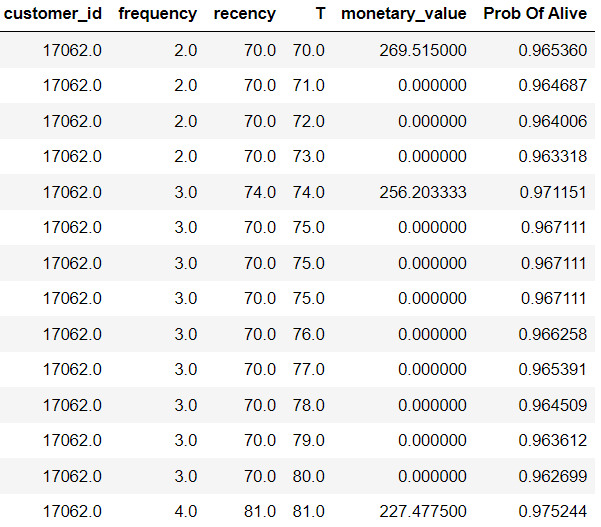 customer_id frequency recency T monetary_value Prob Of Alive
17062.0 2.0 70.0 70.0 269.515000 0.965360
17062.0 2.0 70.0 71.0 0.000000 0.964687
17062.0 2.0 70.0 72.0 0.000000 0.964006
17062.0 2.0 70.0 73.0 0.000000 0.963318
17062.0 3.0 74.0 74.0 256.203333 0.971151
17062.0 3.0 70.0 75.0 0.000000 0.967111
17062.0 3.0 70.0 75.0 0.000000 0.967111
17062.0 3.0 70.0 75.0 0.000000 0.967111
17062.0 3.0 70.0 76.0 0.000000 0.966258
17062.0 3.0 70.0 77.0 0.000000 0.965391
17062.0 3.0 70.0 78.0 0.000000 0.964509
17062.0 3.0 70.0 79.0 0.000000 0.963612
17062.0 3.0 70.0 80.0 0.000000 0.962699
17062.0 4.0 81.0 81.0 227.477500 0.975244